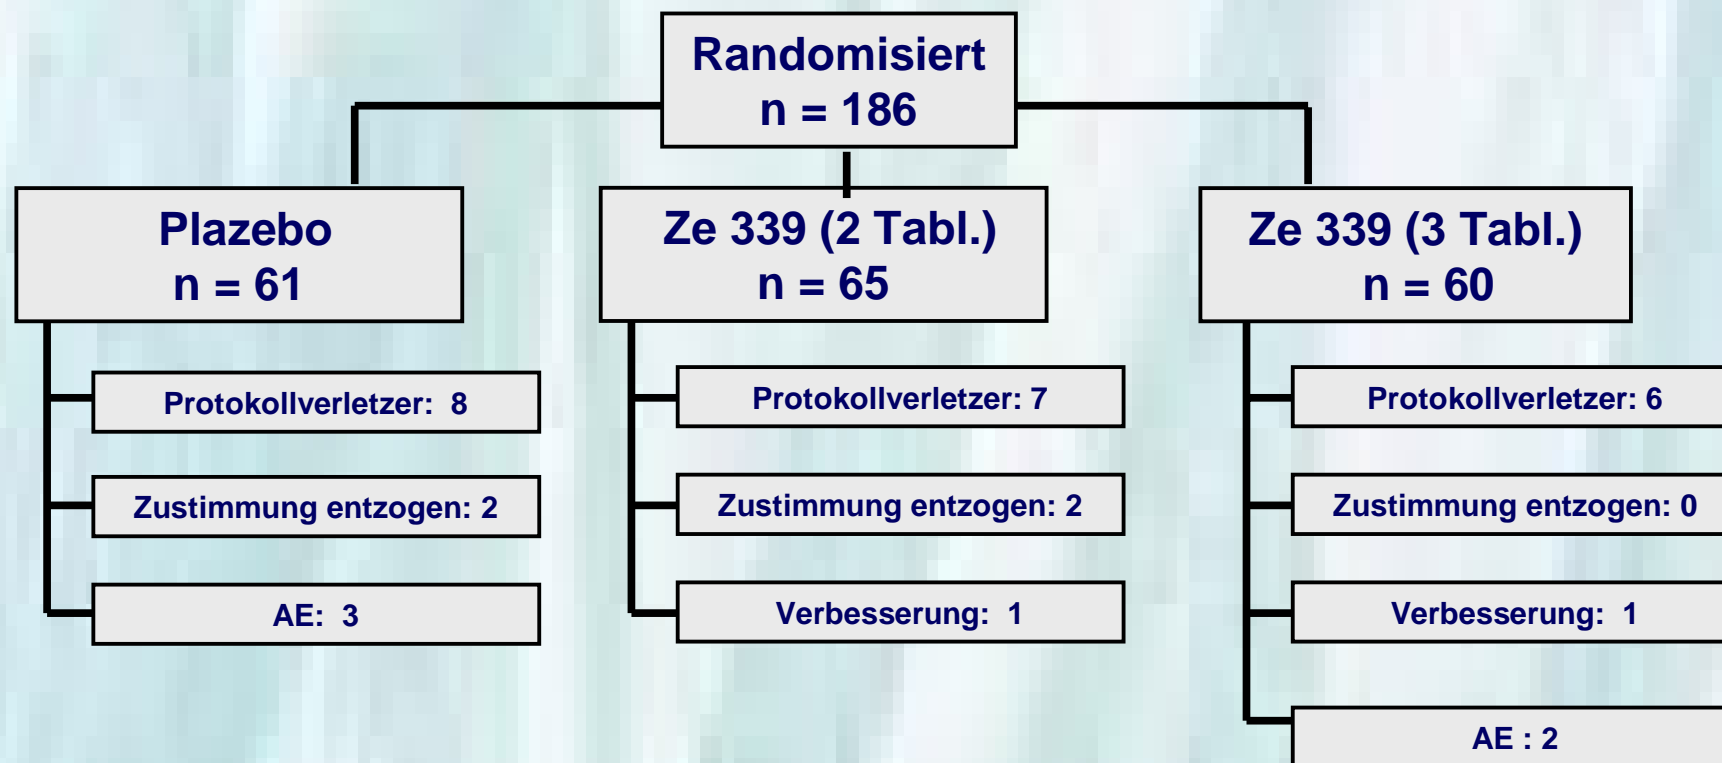 Randomisiert
n = 186
Plazebo
n = 61
Protokollverletzer: 8
Zustimmung entzogen: 2
AE: 3
Ze 339 (2 Tabl.)
n = 65
Protokollverletzer: 7
Zustimmung entzogen: 2
Verbesserung: 1
Ze 339 (3 Tabl.)
n = 60
Protokollverletzer: 6
Zustimmung entzogen: 0
Verbesserung: 1
AE : 2